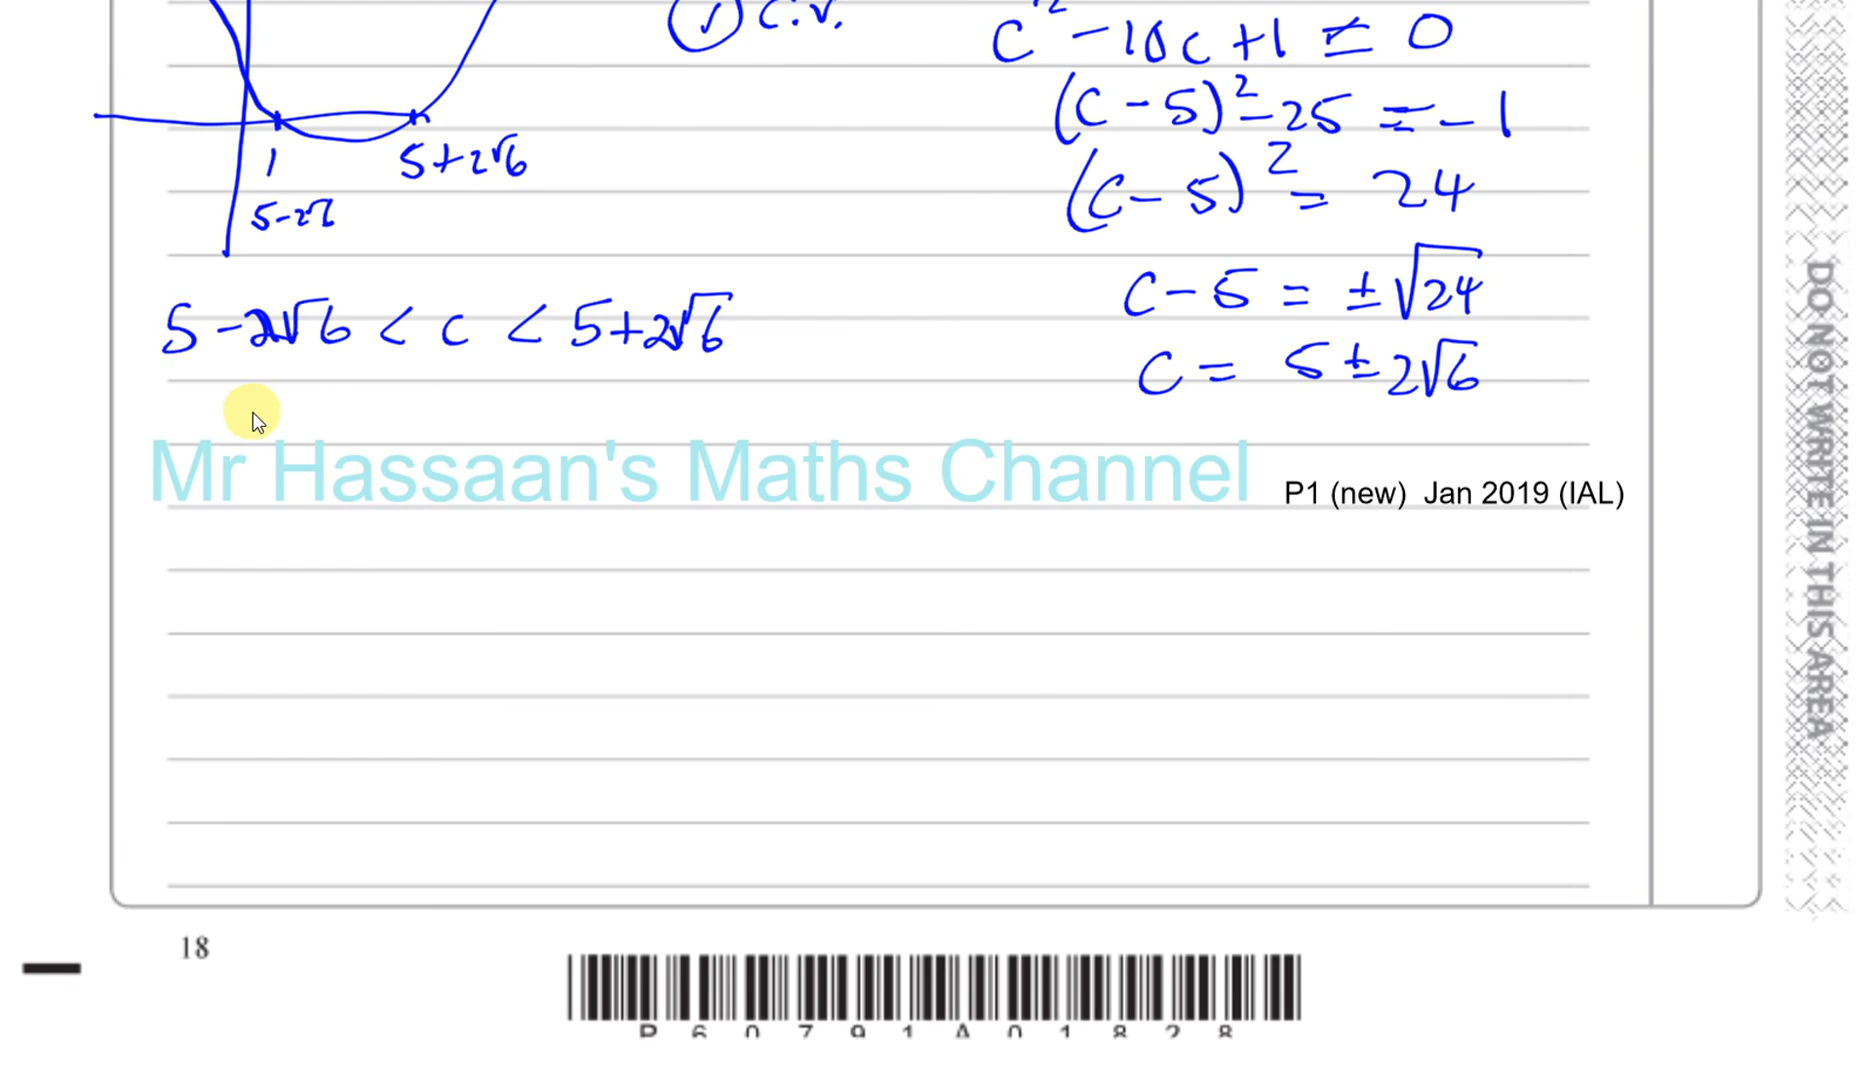 ✓ C.V.
C² - 10c + 1 = 0
(C - 5)² - 25 = -1
(C - 5)² = 24
C - 5 = ±√24
C = 5 ± 2√6
1
5+2√6
5-2√6
5 - 2√6 < c < 5+2√6
Mr Hassaan's Maths Channel
P1 (new) Jan 2019 (IAL)
DO NOT WRITE IN THIS AREA
18
P60791A01828